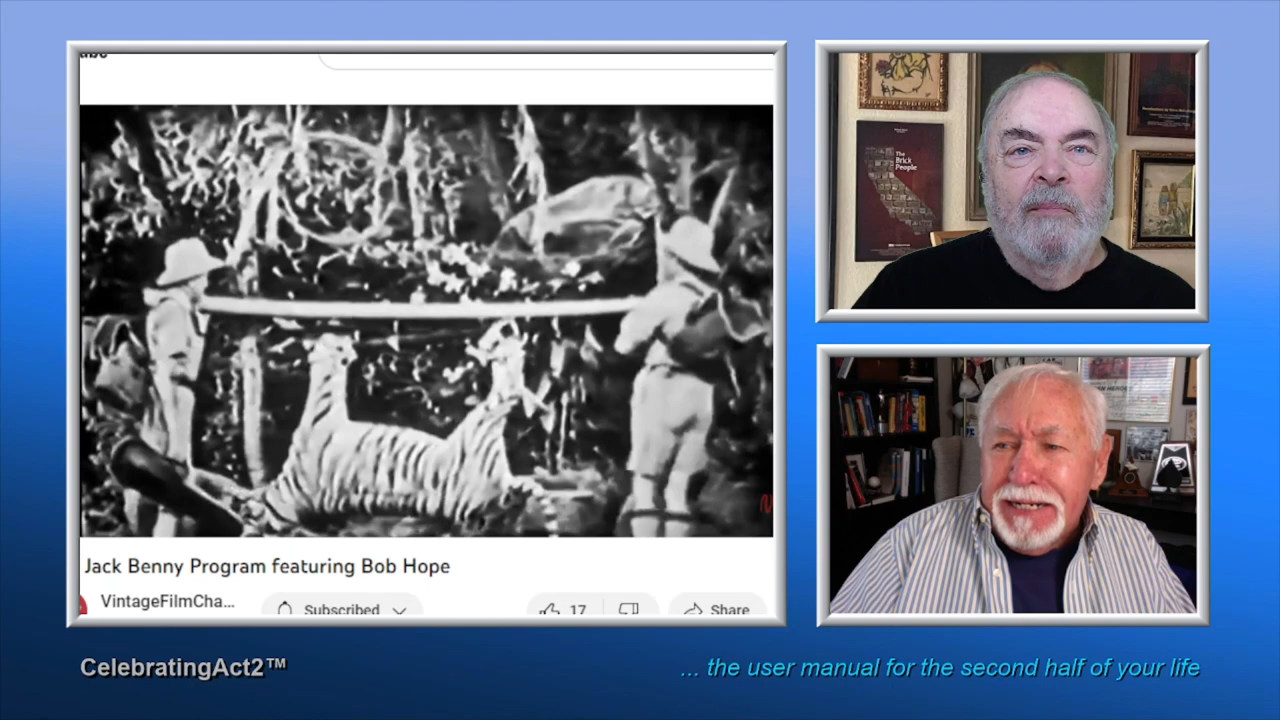 Jack Benny Program featuring Bob Hope
VintageFilmCha...
Subscribed
17
Share
The
Brick
People
CelebratingAct2™
... the user manual for the second half of your life